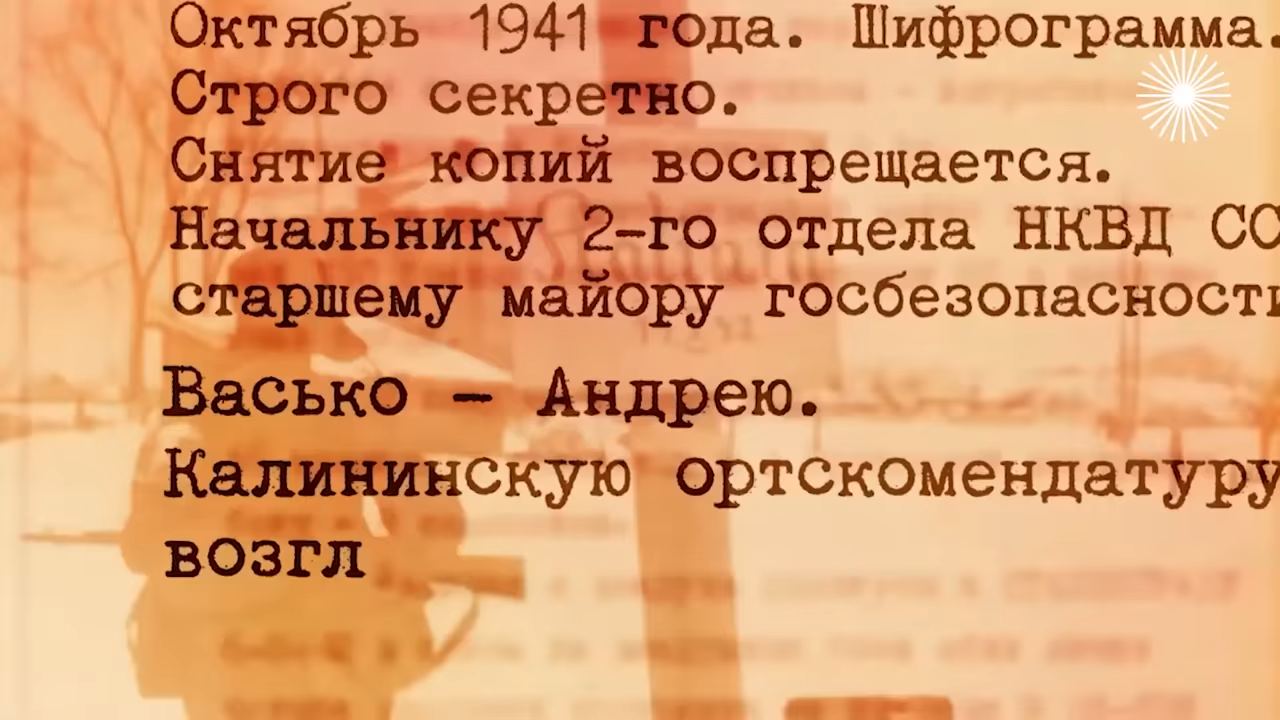 Октябрь 1941 года. Шифрограмма.
Строго секретно.
Снятие копий воспрещается.
Начальнику 2-го отдела НКВД СС
старшему майору госбезопасност
Васько – Андрею.
Калининскую ортскомендатуру
возгл